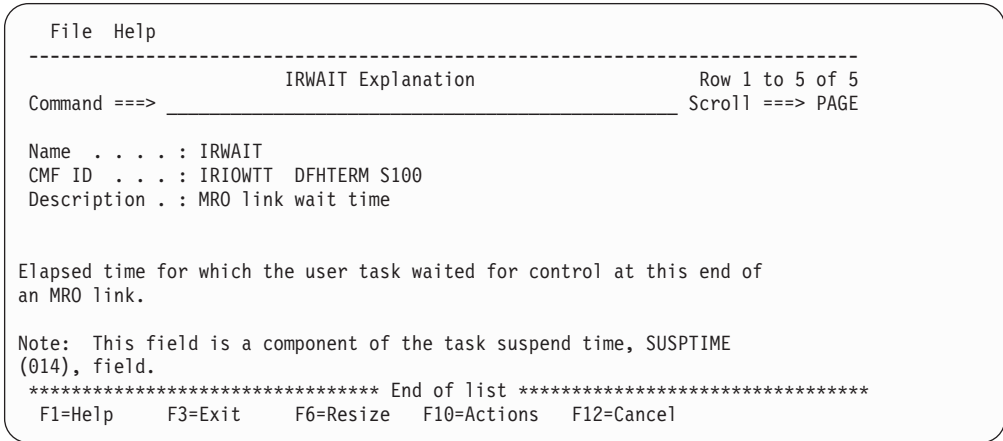 File Help
-------------------------------------------------------------------------------
IRWAIT Explanation Row 1 to 5 of 5
Command ===> ________________________________________________ Scroll ===> PAGE
Name . . . . : IRWAIT
CMF ID . . . : IRIOWTT DFHTERM S100
Description . : MRO link wait time
Elapsed time for which the user task waited for control at this end of
an MRO link.
Note: This field is a component of the task suspend time, SUSPTIME
(014), field.
********************************* End of list *********************************
F1=Help F3=Exit F6=Resize F10=Actions F12=Cancel